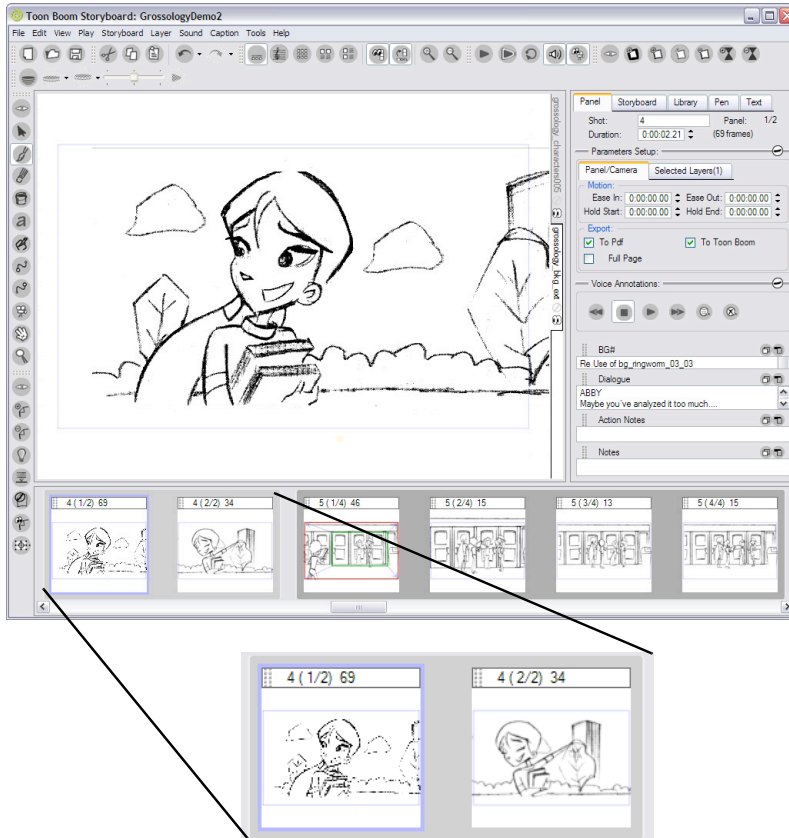 Toon Boom Storyboard: GrossologyDemo2
File Edit View Play Storyboard Layer Sound Caption Tools Help
a
grossology_characters005
grossology_bkg_ext
Panel Storyboard Library Pen Text
Shot: 4 Panel: 1/2
Duration: 0:00:02.21 (69 frames)
Parameters Setup:
Panel/Camera Selected Layers(1)
Motion:
Ease In: 0:00:00.00 Ease Out: 0:00:00.00
Hold Start: 0:00:00.00 Hold End: 0:00:00.00
Export:
To Pdf To Toon Boom
Full Page
Voice Annotations:
BG#
Re Use of bg_ringworm_03_03
Dialogue
ABBY
Maybe you´ve analyzed it too much....
Action Notes
Notes
4 ( 1/2) 69 4 ( 2/2) 34 5 ( 1/4) 46 5 ( 2/4) 15 5 ( 3/4) 13 5 ( 4/4) 15
4 ( 1/2) 69 4 ( 2/2) 34